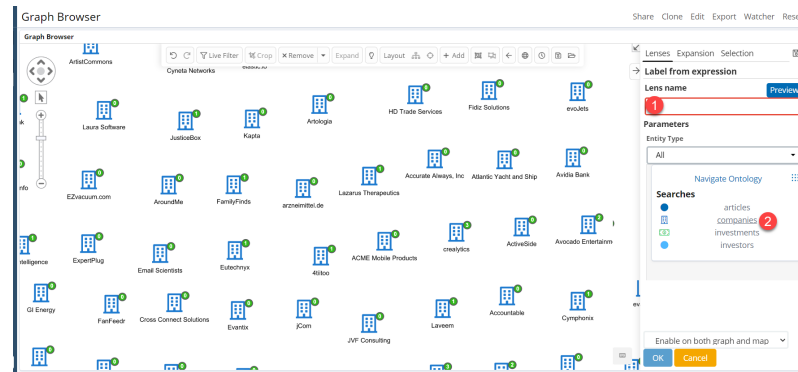 Graph Browser
Share Clone Edit Export Watcher Rese
Graph Browser
Live Filter Crop Remove Expand Layout + Add
Lenses Expansion Selection
ArtistCommons
Cyneta Networks
Label from expression
Lens name Preview
1
Laura Software
JusticeBox
Kapta
Artologia
HD Trade Services
Fidiz Solutions
evoJets
Parameters
Entity Type
All
Navigate Ontology
Searches
articles
companies 2
investments
investors
EZvacuum.com
AroundMe
FamilyFinds
arzneimittel.de
Lazarus Therapeutics
Accurate Always, Inc
Atlantic Yacht and Ship
Avidia Bank
ntelligence
ExpertPlug
Email Scientists
Eutechnyx
4titoo
ACME Mobile Products
crealytics
ActiveSide
Avocado Entertainm
GI Energy
FanFeedr
Cross Connect Solutions
Evantix
jCom
JVF Consulting
Laveem
Accountable
Cymphonix
ev
Enable on both graph and map
OK Cancel